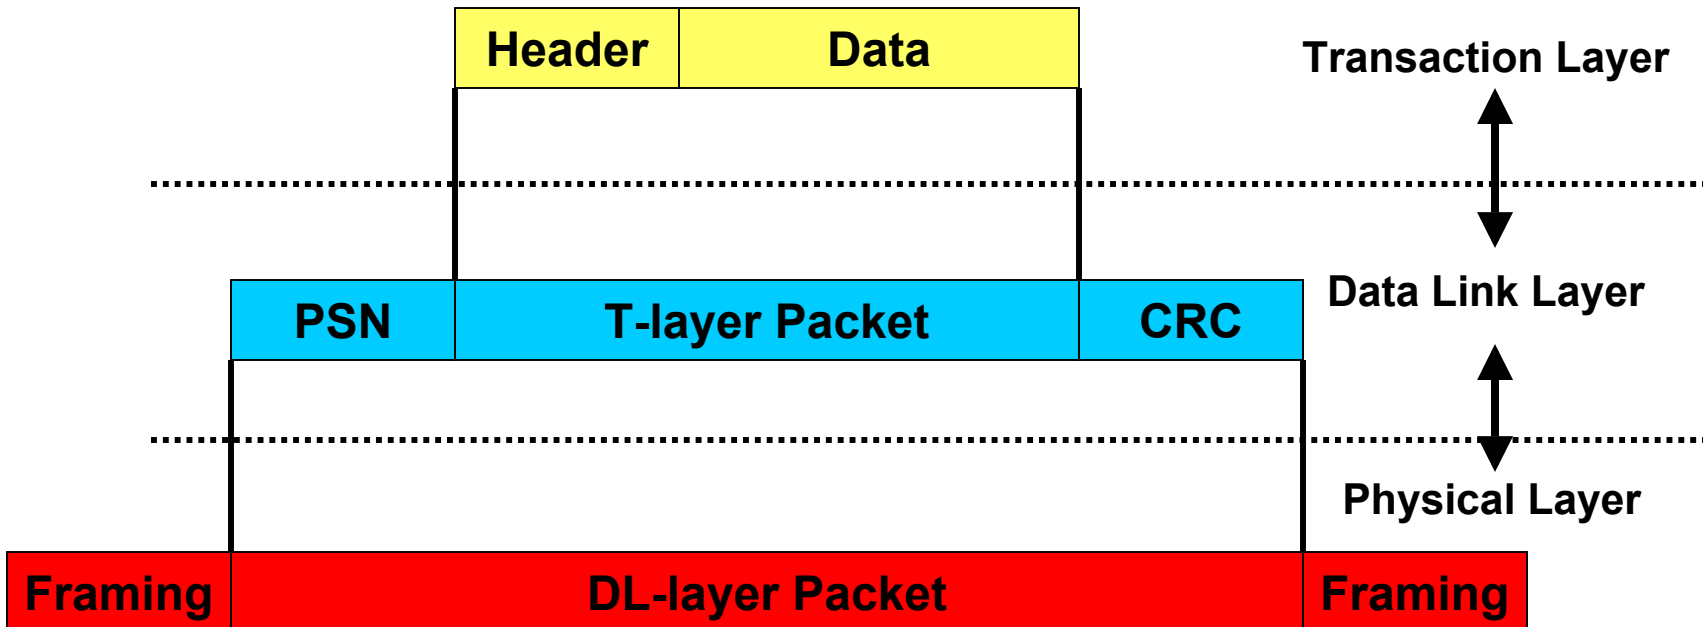 Header Data
Transaction Layer
PSN T-layer Packet CRC
Data Link Layer
Physical Layer
Framing DL-layer Packet Framing